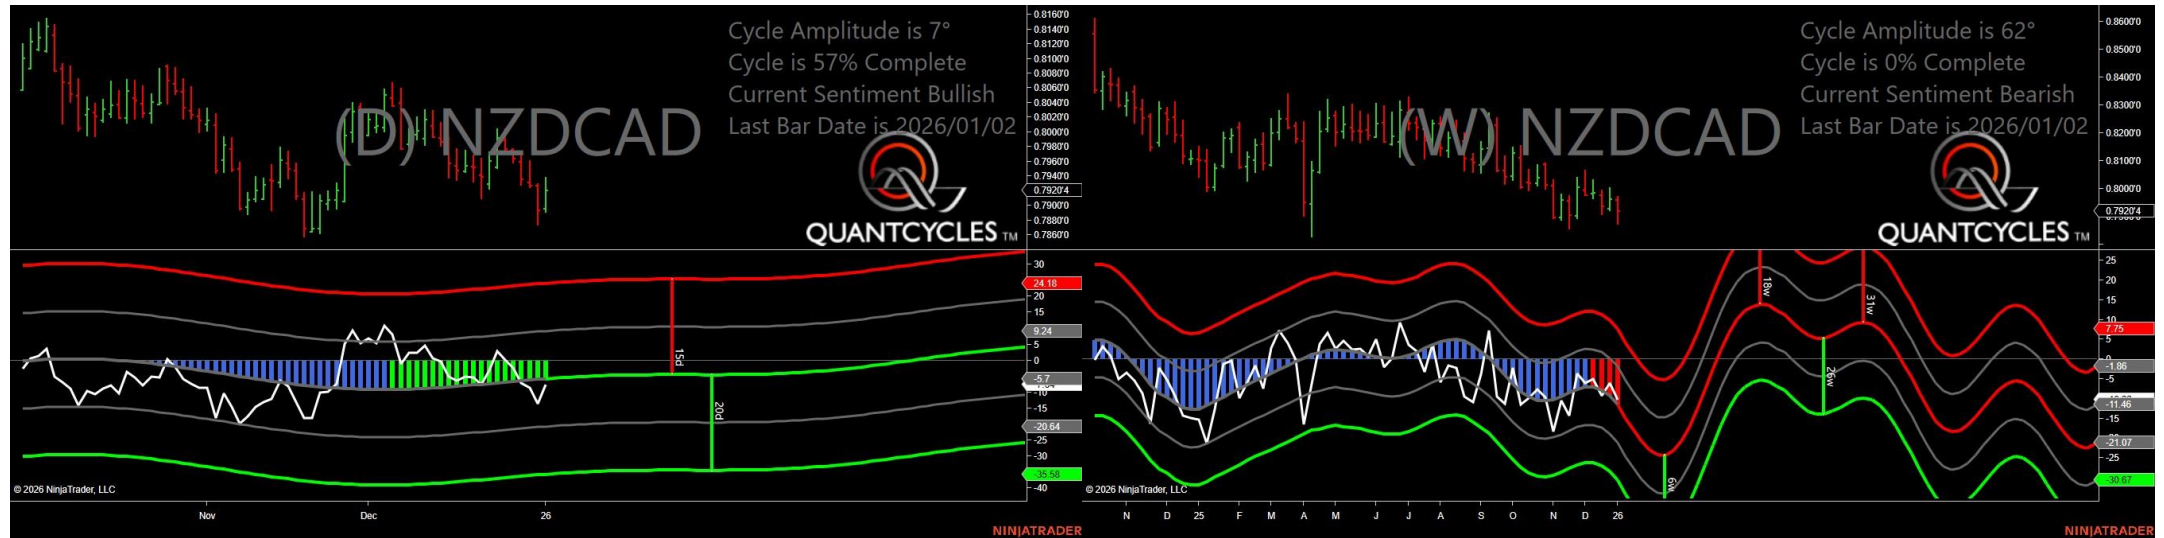 Cycle Amplitude is 7°
Cycle is 57% Complete
Current Sentiment Bullish
Last Bar Date is 2026/01/02
(D) NZDCAD
QUANTCYCLES TM
0.8160'0
0.8140'0
0.8120'0
0.8100'0
0.8080'0
0.8060'0
0.8040'0
0.8020'0
0.8000'0
0.7980'0
0.7960'0
0.7940'0
0.7920'4
0.7900'0
0.7880'0
0.7860'0
30
24.18
20
15
9.24
5
0
-5.7
-10
-15
-20.64
-25
-30
-35.58
-40
15d
20d
© 2026 NinjaTrader, LLC
Nov Dec 26
NINJATRADER
Cycle Amplitude is 62°
Cycle is 0% Complete
Current Sentiment Bearish
Last Bar Date is 2026/01/02
(W) NZDCAD
QUANTCYCLES TM
0.8600'0
0.8500'0
0.8400'0
0.8300'0
0.8200'0
0.8100'0
0.8000'0
0.7920'4
25
20
15
10
7.75
5
0
-1.86
-5
-11.46
-15
-21.07
-25
-30.67
18w
31w
26w
6w
© 2026 NinjaTrader, LLC
N D 25 F M A M J J A S O N D 26
NINJATRADER